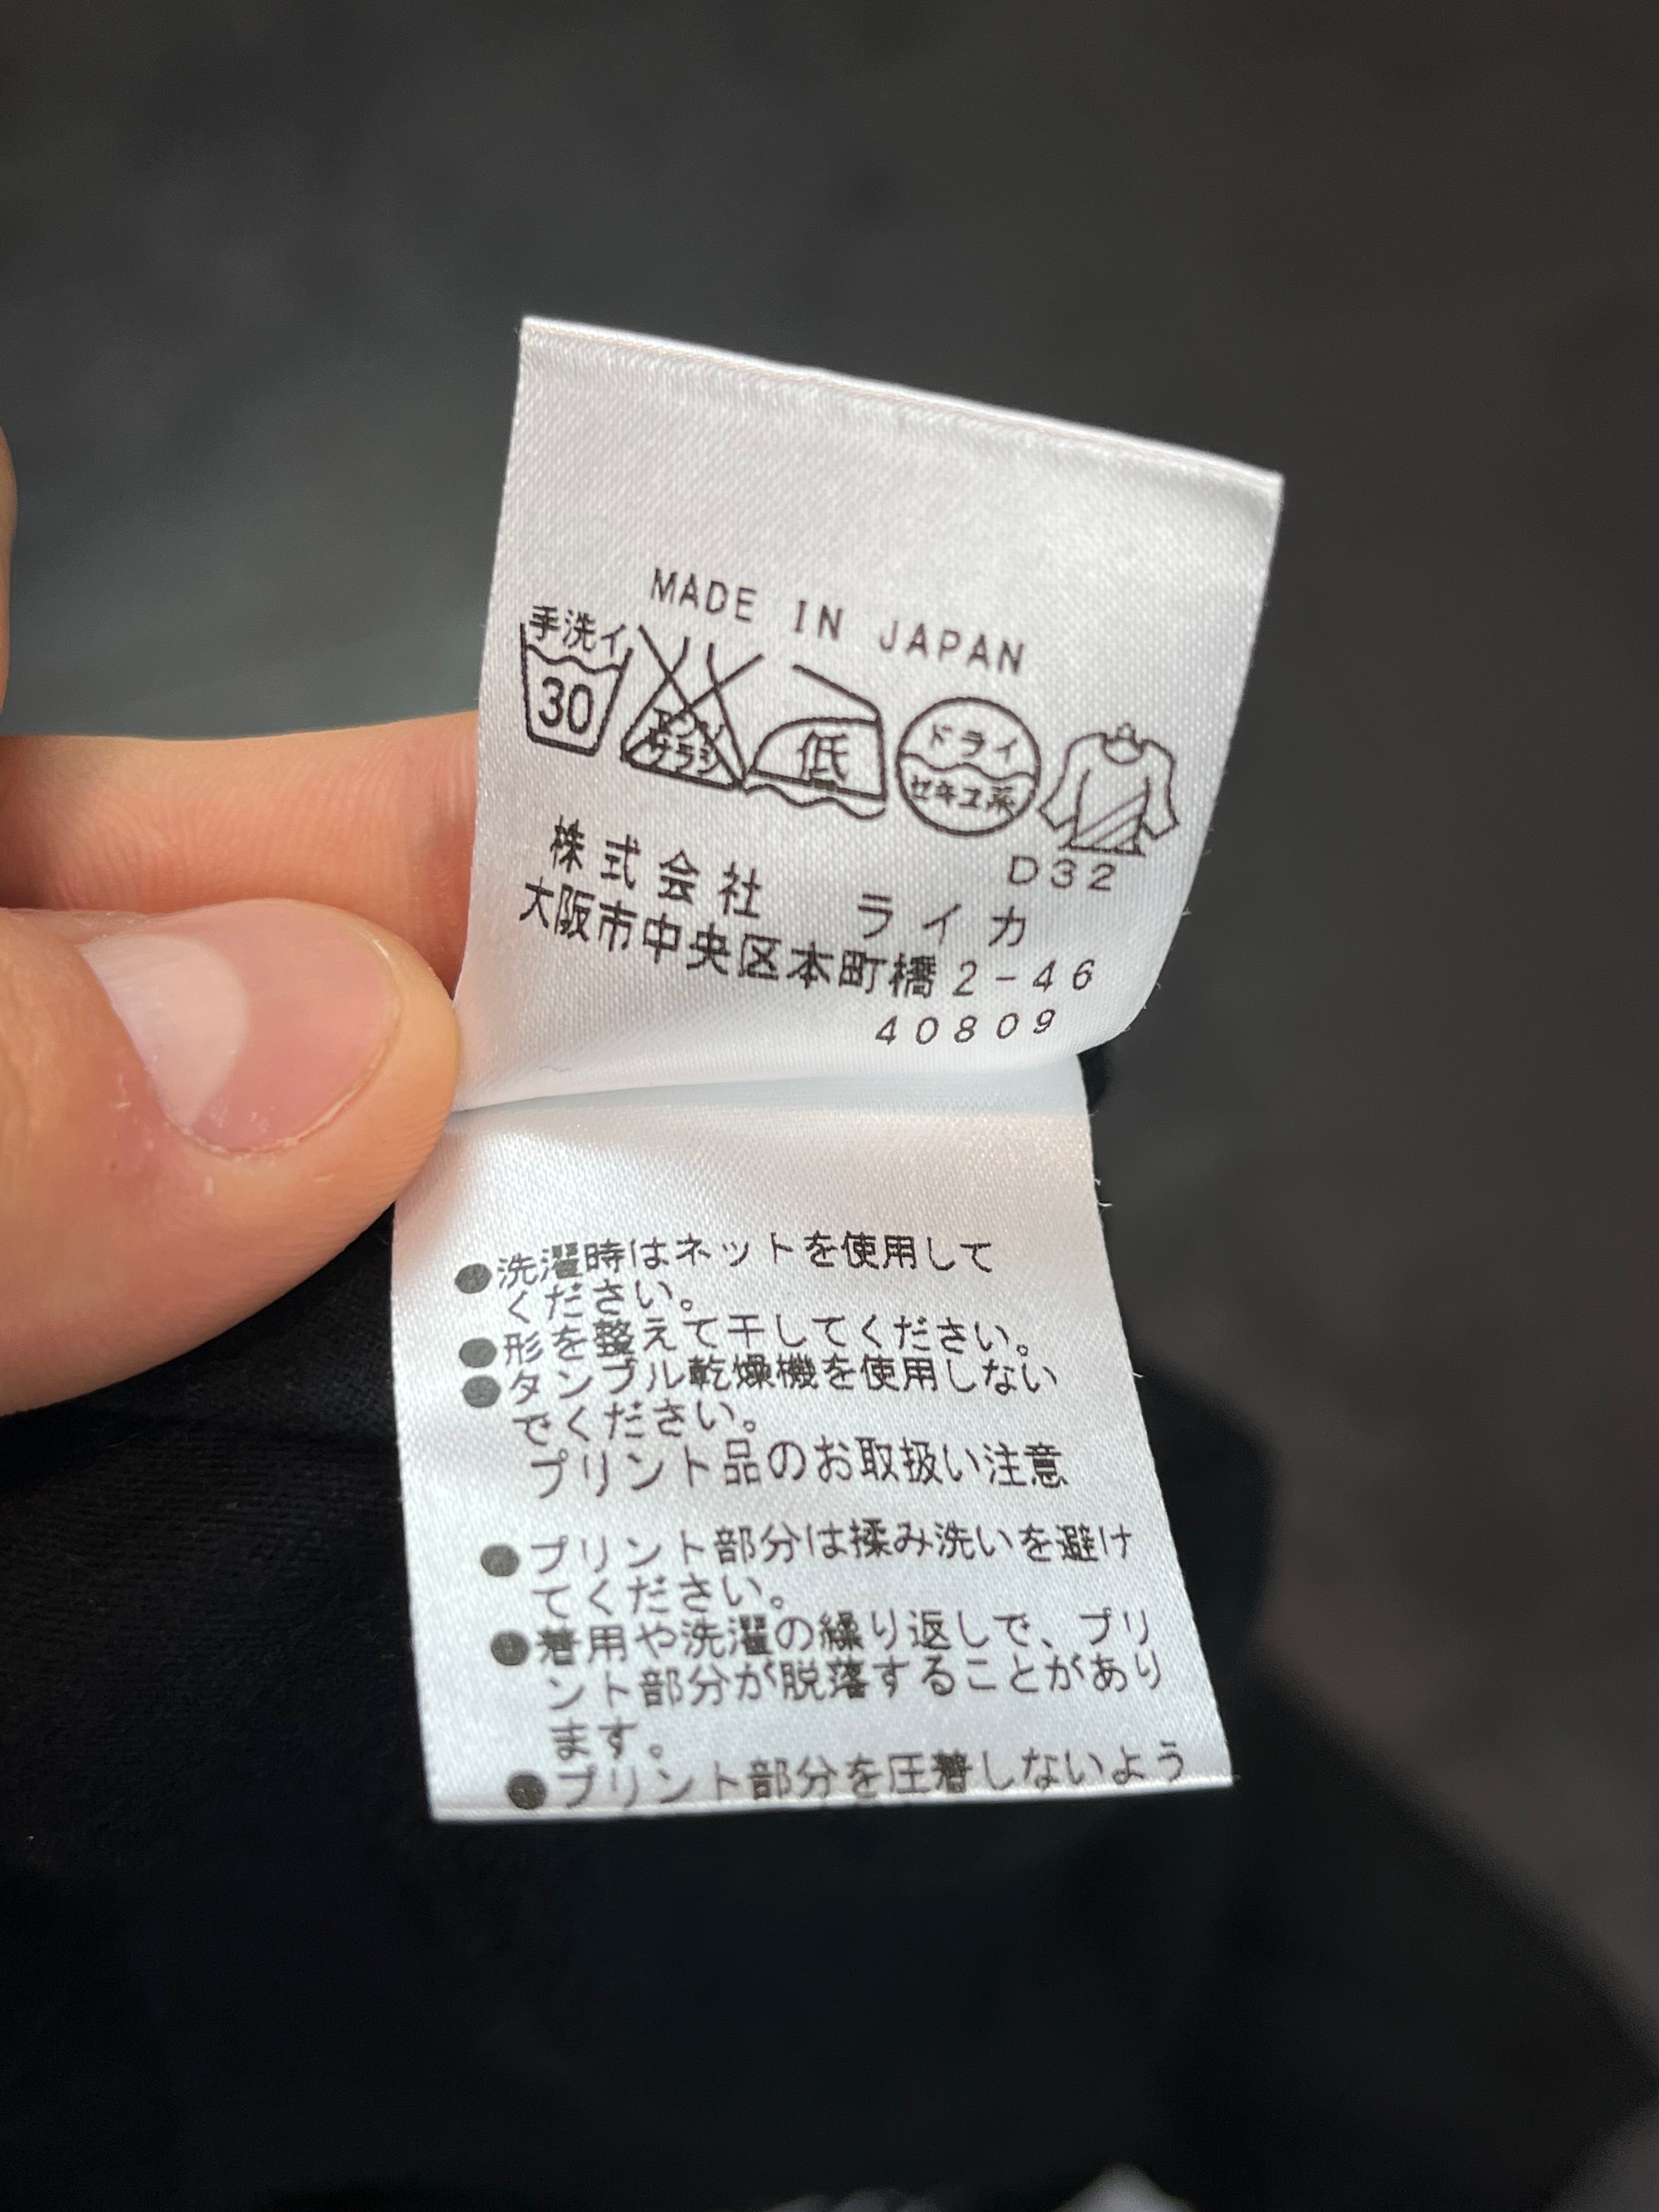 MADE IN JAPAN
手洗イ
30
エンソ
サラシ
低
ドライ
セキユ系
D32
株式会社 ライカ
大阪市中央区本町橋2-46
40809
●洗濯時はネットを使用して
ください。
●形を整えて干してください。
●タンブル乾燥機を使用しない
でください。
プリント品のお取扱い注意
●プリント部分は揉み洗いを避け
てください。
●着用や洗濯の繰り返しで、プリ
ント部分が脱落することがあり
ます。
●プリント部分を圧着しないよう